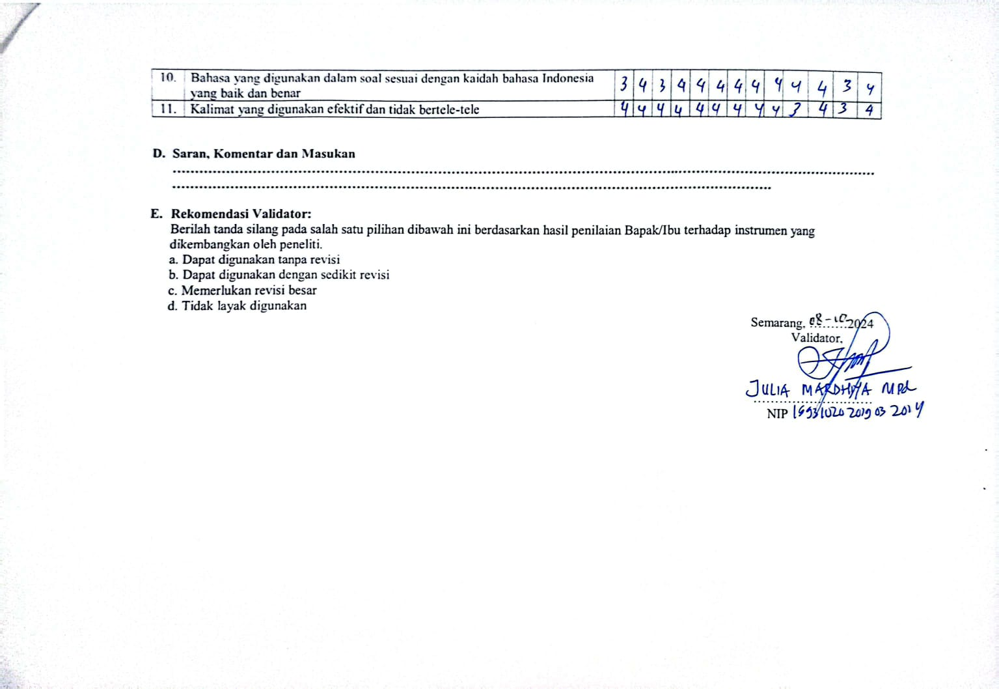 10. Bahasa yang digunakan dalam soal sesuai dengan kaidah bahasa Indonesia yang baik dan benar 3 4 3 4 4 4 4 4 4 4 4 3 4
11. Kalimat yang digunakan efektif dan tidak bertele-tele 4 4 4 4 4 4 4 4 4 3 4 3 4
D. Saran, Komentar dan Masukan
E. Rekomendasi Validator:
Berilah tanda silang pada salah satu pilihan dibawah ini berdasarkan hasil penilaian Bapak/Ibu terhadap instrumen yang
dikembangkan oleh peneliti.
a. Dapat digunakan tanpa revisi
b. Dapat digunakan dengan sedikit revisi
c. Memerlukan revisi besar
d. Tidak layak digunakan
Semarang, 08-10-2024
Validator,
JULIA MARDHIYA MPd
NIP 19931020 2019 03 2014